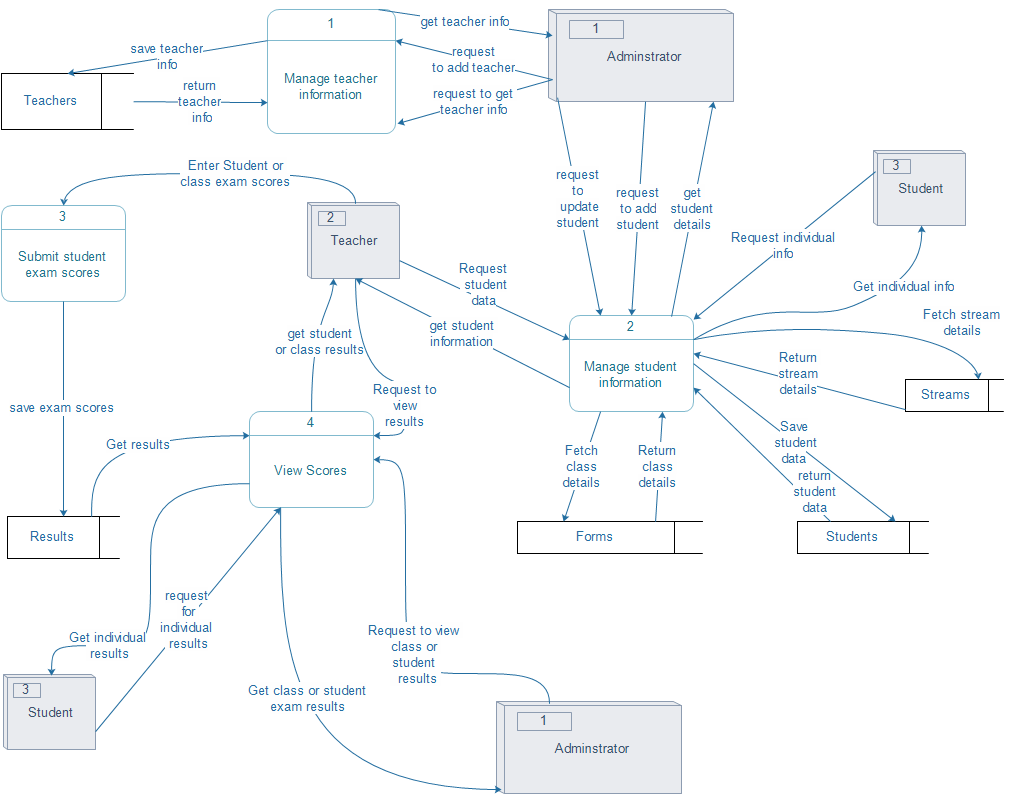 1
get teacher info
1
Adminstrator
save teacher
info
request
to add teacher
Manage teacher
information
return
teacher
info
request to get
teacher info
Teachers
Enter Student or
class exam scores
request
to
update
student
request
to add
student
get
student
details
3
Student
3
Submit student
exam scores
2
Teacher
Request individual
info
Request
student
data
Get individual info
get student
information
get student
or class results
2
Manage student
information
Fetch stream
details
Return
stream
details
Streams
save exam scores
Request to
view
results
4
View Scores
Get results
Fetch
class
details
Return
class
details
Save
student
data
return
student
data
Results
Forms
Students
request
for
individual
results
Get individual
results
Request to view
class or
student
results
3
Student
Get class or student
exam results
1
Adminstrator